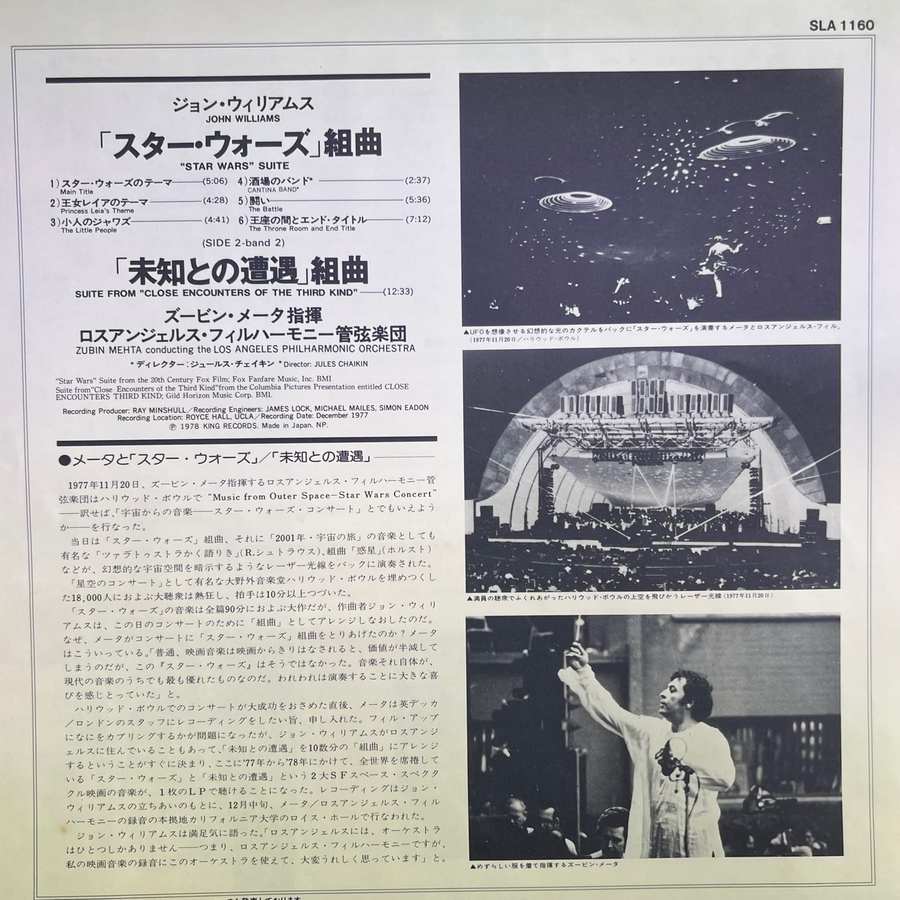 SLA 1160
ジョン・ウィリアムス
JOHN WILLIAMS
「スター・ウォーズ」組曲
"STAR WARS" SUITE
1)スター・ウォーズのテーマ——(5:06)
Main Title
2)王女レイアのテーマ——(4:28)
Princess Leia's Theme
3)小人のジャワズ——(4:41)
The Little People
4)酒場のバンド*——(2:37)
CANTINA BAND*
5)闘い——(5:36)
The Battle
6)王座の間とエンド・タイトル——(7:12)
The Throne Room and End Title
(SIDE 2-band 2)
「未知との遭遇」組曲
SUITE FROM "CLOSE ENCOUNTERS OF THE THIRD KIND"——(12:33)
ズービン・メータ指揮
ロスアンジェルス・フィルハーモニー管弦楽団
ZUBIN MEHTA conducting the LOS ANGELES PHILHARMONIC ORCHESTRA
* ディレクター:ジュールス・チェイキン * Director: JULES CHAIKIN
"Star Wars" Suite from the 20th Century Fox Film; Fox Fanfare Music, Inc. BMI
Suite from"Close Encounters of the Third Kind"from the Columbia Pictures Presentation entitled CLOSE
ENCOUNTERS OF THE THIRD KIND; Gild Horizon Music Corp. BMI.
Recording Producer: RAY MINSHULL/Recording Engineers: JAMES LOCK, MICHAEL MAILES, SIMON EADON
Recording Location: ROYCE HALL, UCLA/Recording Date: December 1977
Ⓟ 1978 KING RECORDS. Made in Japan. NP.
●メータと「スター・ウォーズ」/「未知との遭遇」——
1977年11月20日、ズービン・メータ指揮するロスアンジェルス・フィルハーモニー管
弦楽団はハリウッド・ボウルで "Music from Outer Space—Star Wars Concert"
——訳せば、「宇宙からの音楽——スター・ウォーズ・コンサート」とでもいえよう
か——を行なった。
当日は「スター・ウォーズ」組曲、それに「2001年・宇宙の旅」の音楽としても
有名な「ツァラトゥストラかく語りき」(R.シュトラウス)、組曲「惑星」(ホルスト)
などが、幻想的な宇宙空間を暗示するようなレーザー光線をバックに演奏された。
「星空のコンサート」として有名な大野外音楽堂ハリウッド・ボウルを埋めつくし
た18,000人におよぶ大聴衆は熱狂し、拍手は10分以上つづいた。
「スター・ウォーズ」の音楽は全篇90分におよぶ大作だが、作曲者ジョン・ウィリ
アムスは、この日のコンサートのために「組曲」としてアレンジしなおしたのだ。
なぜ、メータがコンサートに「スター・ウォーズ」組曲をとりあげたのか?メータ
はこういっている。「普通、映画音楽は映画からきりはなされると、価値が半減して
しまうのだが、この『スター・ウォーズ』はそうではなかった。音楽それ自体が、
現代の音楽のうちでも最も優れたものなのだ。われわれは演奏することに大きな喜
びを感じとっていた」と。
ハリウッド・ボウルでのコンサートが大成功をおさめた直後、メータは英デッカ
/ロンドンのスタッフにレコーディングをしたい旨、申し入れた。フィル・アップ
になにをカプリングするかが問題になったが、ジョン・ウィリアムスがロスアンジ
ェルスに住んでいることもあって、「未知との遭遇」を10数分の「組曲」にアレンジ
するということがすぐに決まり、ここに'77年から'78年にかけて、全世界を席捲して
いる「スター・ウォーズ」と「未知との遭遇」という2大SFスペース・スペクタ
クル映画の音楽が、1枚のLPで聴けることになった。レコーディングはジョン・
ウィリアムスの立ちあいのもとに、12月中旬、メータ/ロスアンジェルス・フィル
ハーモニーの録音の本拠地カリフォルニア大学のロイス・ホールで行なわれた。
ジョン・ウィリアムスは満足気に語った。「ロスアンジェルスには、オーケストラ
はひとつしかありません——つまり、ロスアンジェルス・フィルハーモニーですが、
私の映画音楽の録音にこのオーケストラを使えて、大変うれしく思っています」と。
▲UFOを想像させる幻想的な光のカクテルをバックに「スター・ウォーズ」を演奏するメータとロスアンジェルス・フィル。
(1977年11月20日/ハリウッド・ボウル)
▲満員の聴衆でふくれあがったハリウッド・ボウルの上空を飛びかうレーザー光線(1977年11月20日)
▲めずらしい服を着て指揮するズービン・メータ